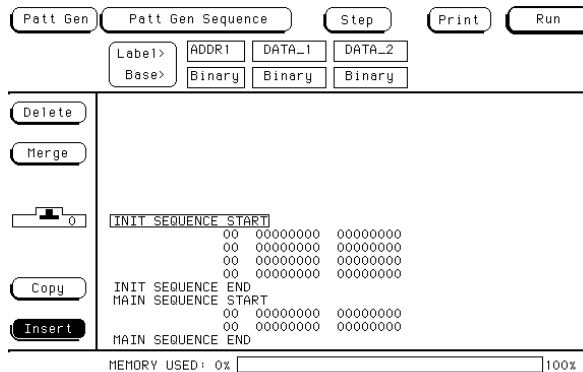 Patt Gen Patt Gen Sequence Step Print Run
Label> ADDR1 DATA_1 DATA_2
Base> Binary Binary Binary
Delete
Merge
0 INIT SEQUENCE START
00 00000000 00000000
00 00000000 00000000
00 00000000 00000000
00 00000000 00000000
Copy INIT SEQUENCE END
MAIN SEQUENCE START
00 00000000 00000000
Insert 00 00000000 00000000
MAIN SEQUENCE END
MEMORY USED: 0% 100%